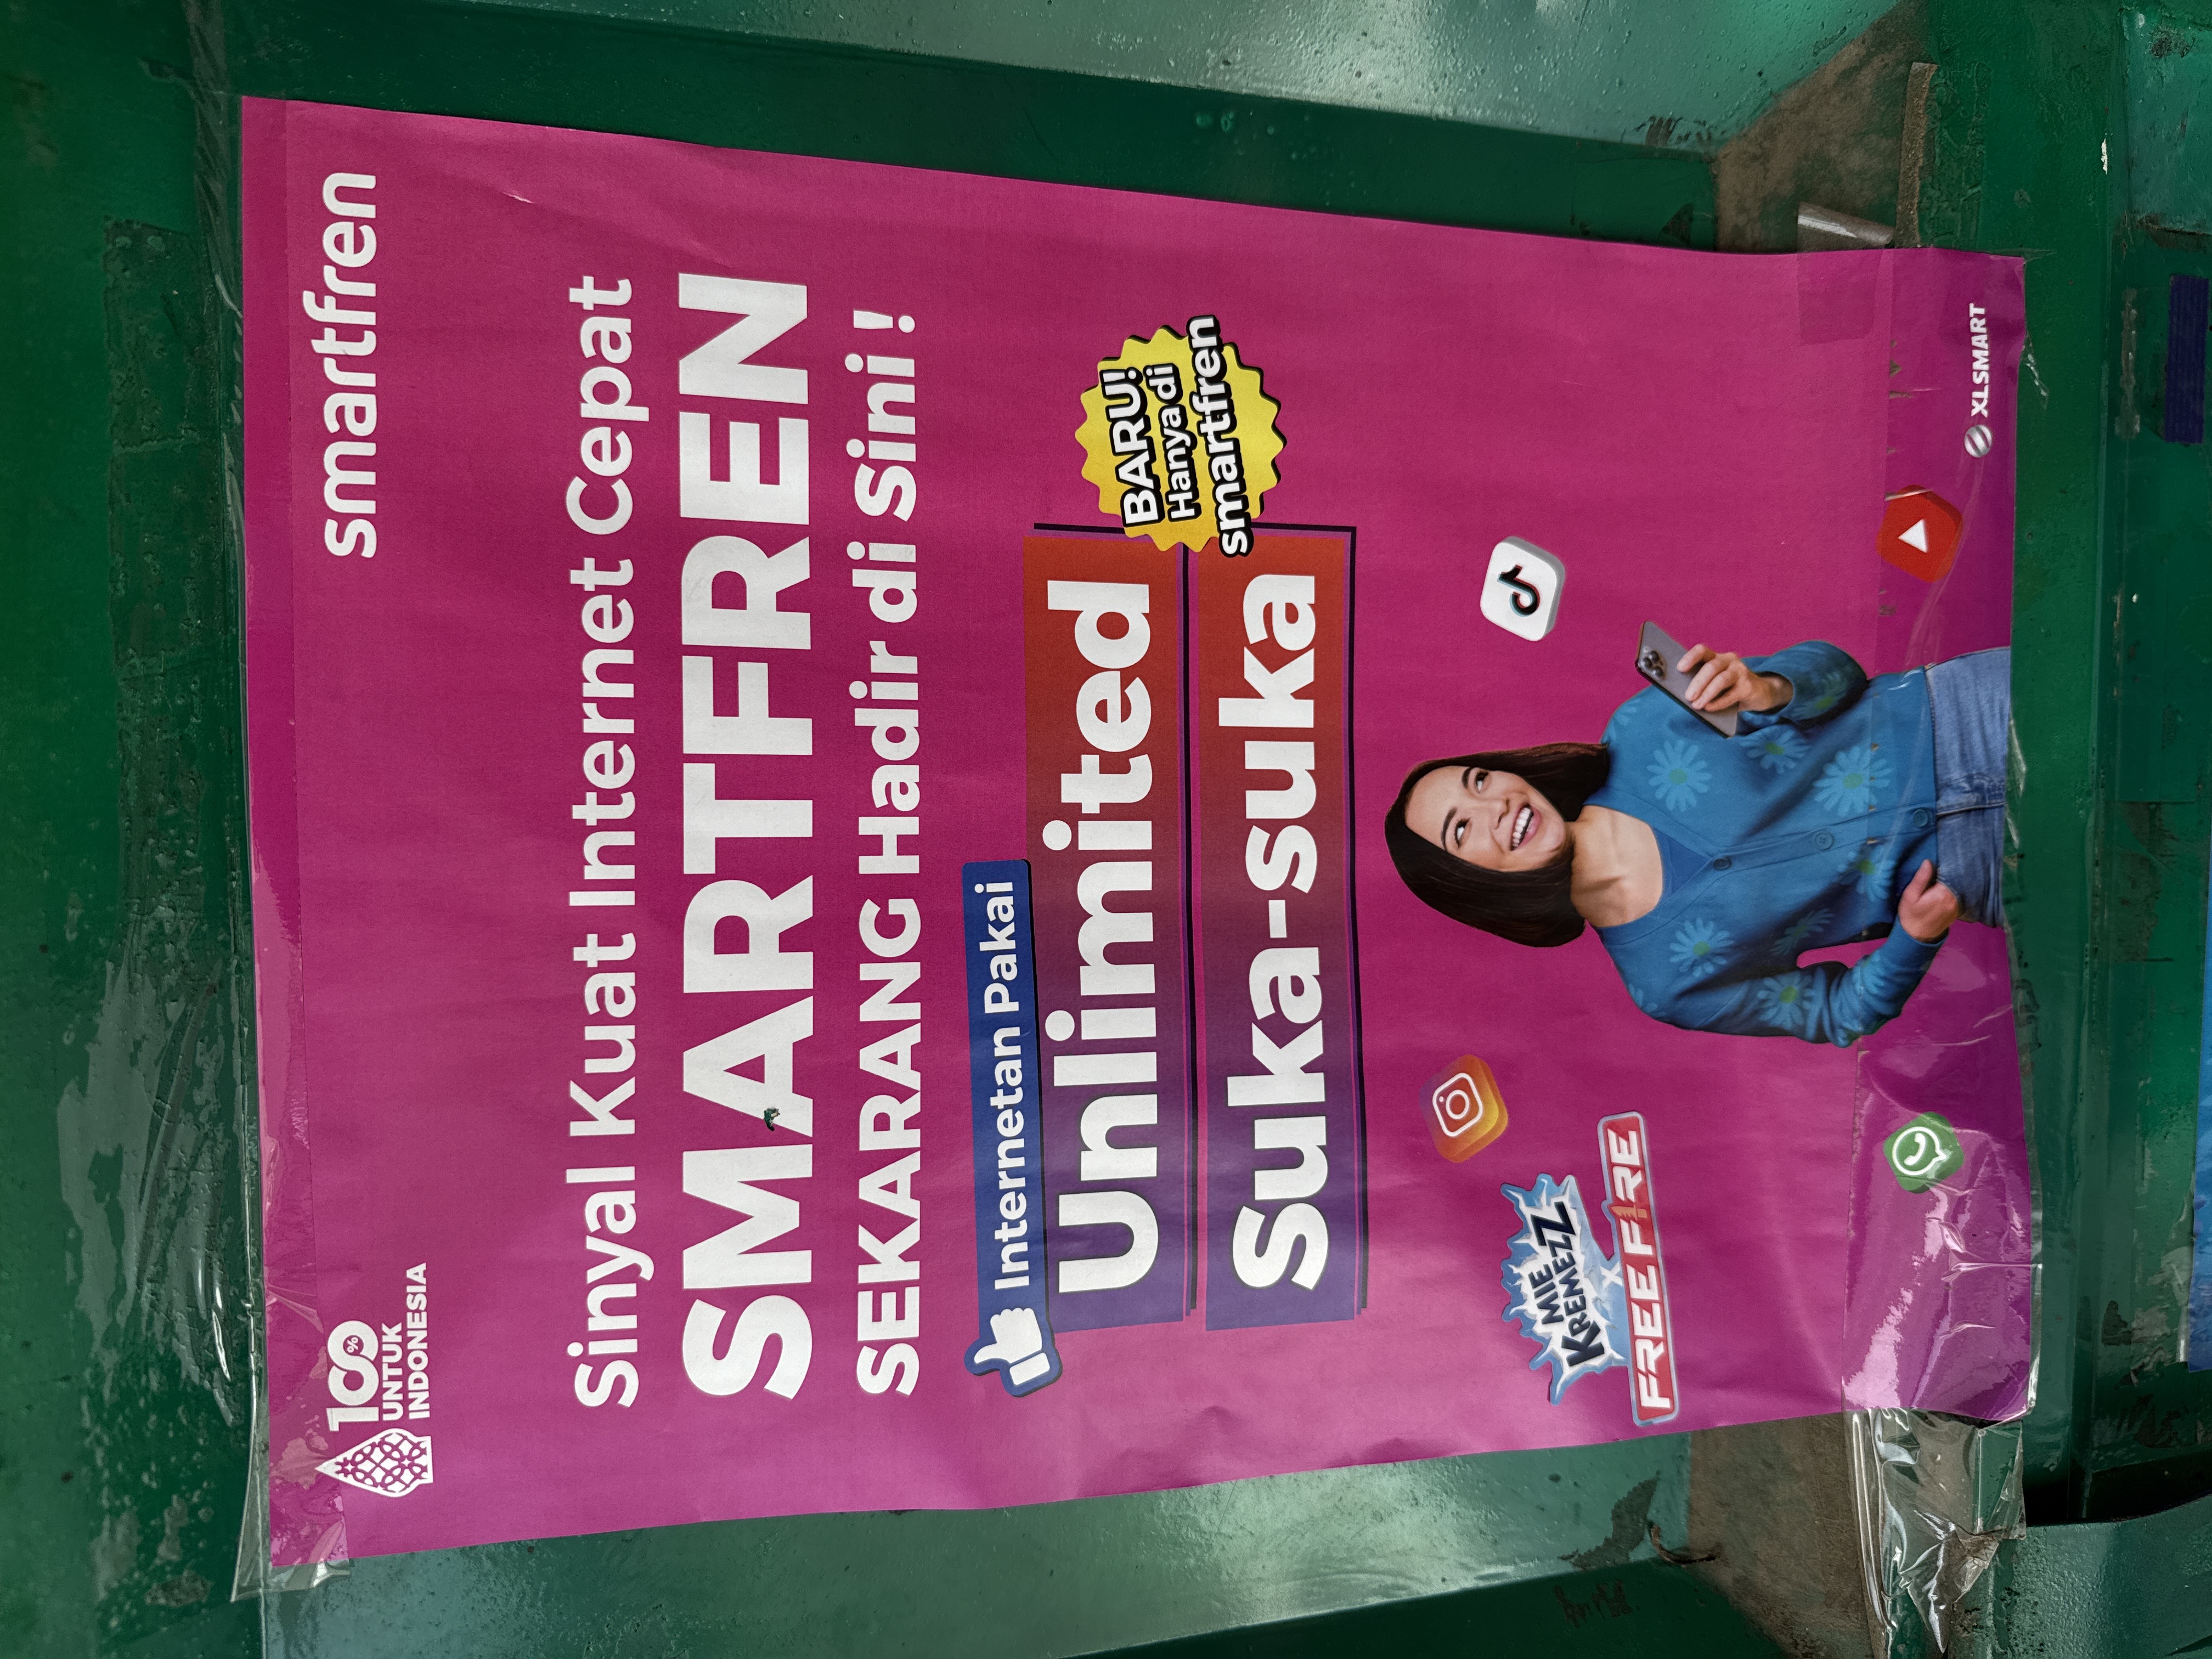 100%
UNTUK
INDONESIA
smartfren
Sinyal Kuat Internet Cepat
SMARTFREN
SEKARANG Hadir di Sini !
Internetan Pakai
Unlimited
Suka-suka
BARU!
Hanya di
smartfren
MIE
KREMEZZ
X
FREE FIRE
XLSMART